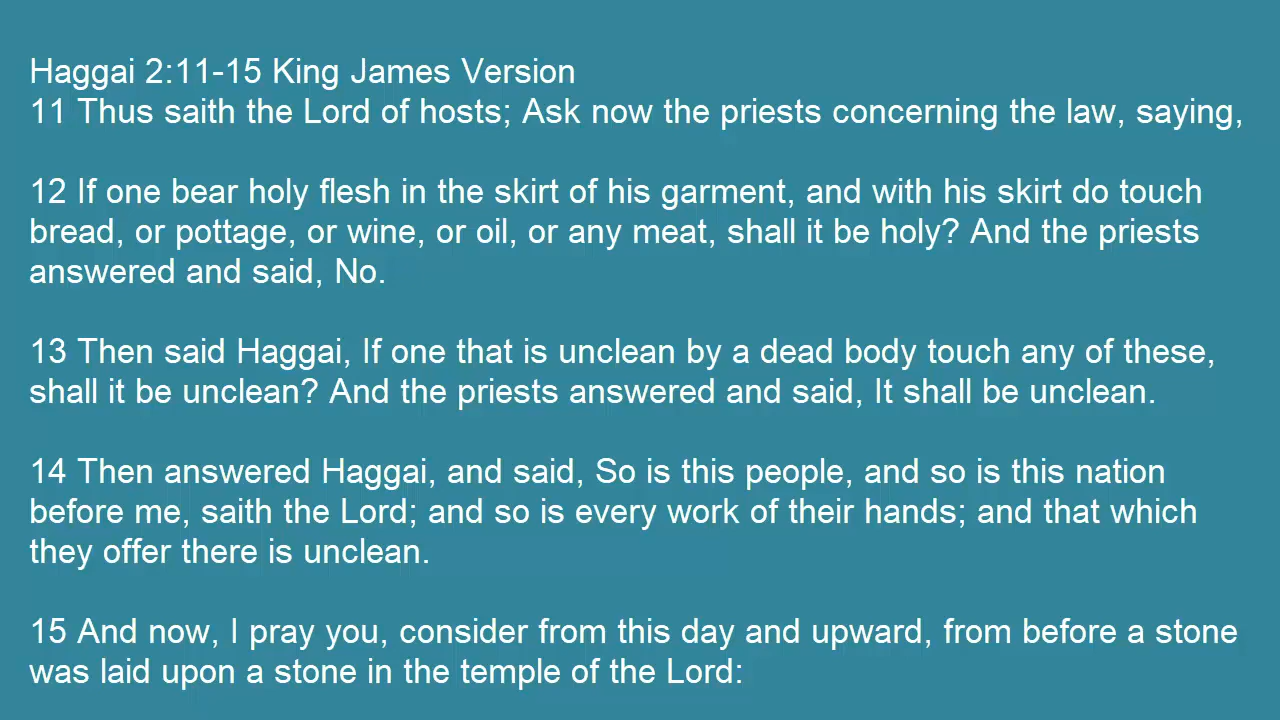 Haggai 2:11-15 King James Version
11 Thus saith the Lord of hosts; Ask now the priests concerning the law, saying,
12 If one bear holy flesh in the skirt of his garment, and with his skirt do touch
bread, or pottage, or wine, or oil, or any meat, shall it be holy? And the priests
answered and said, No.
13 Then said Haggai, If one that is unclean by a dead body touch any of these,
shall it be unclean? And the priests answered and said, It shall be unclean.
14 Then answered Haggai, and said, So is this people, and so is this nation
before me, saith the Lord; and so is every work of their hands; and that which
they offer there is unclean.
15 And now, I pray you, consider from this day and upward, from before a stone
was laid upon a stone in the temple of the Lord: